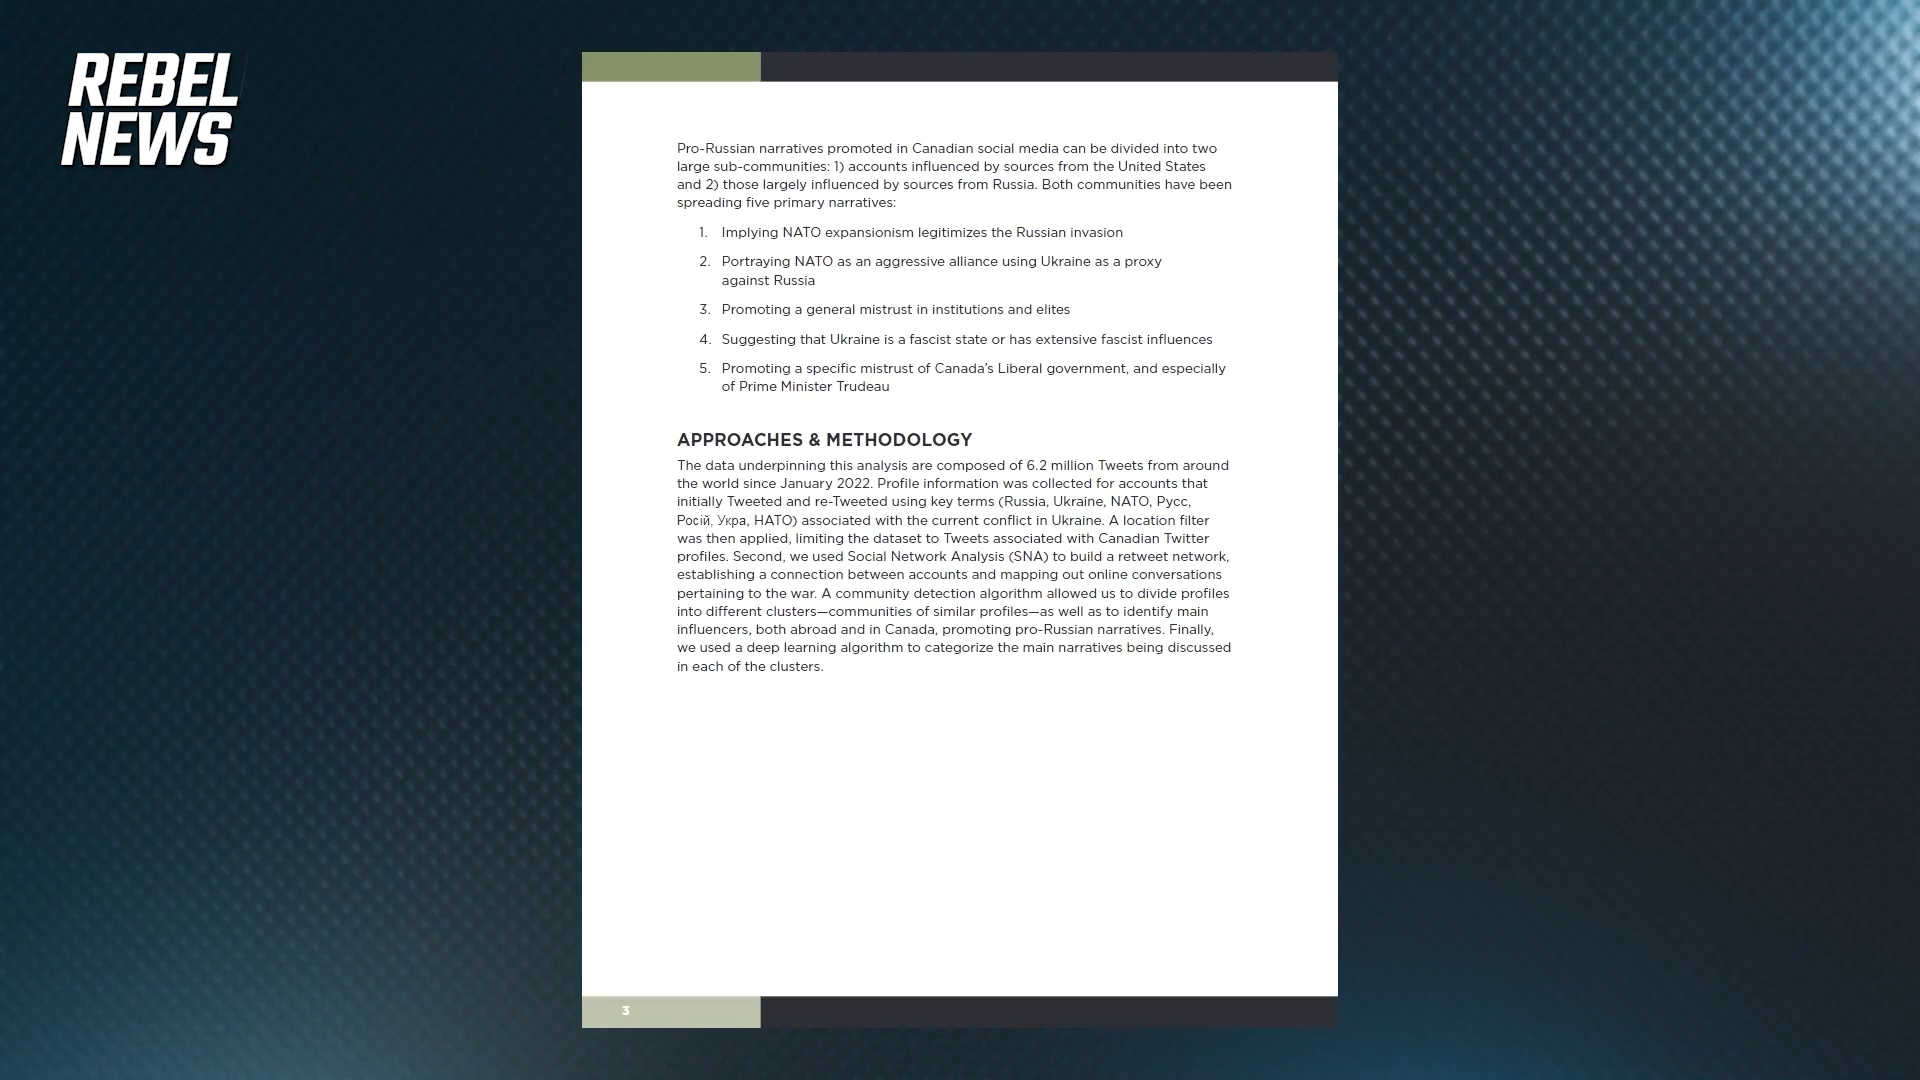 REBEL
NEWS
Pro-Russian narratives promoted in Canadian social media can be divided into two
large sub-communities: 1) accounts influenced by sources from the United States
and 2) those largely influenced by sources from Russia. Both communities have been
spreading five primary narratives:
1. Implying NATO expansionism legitimizes the Russian invasion
2. Portraying NATO as an aggressive alliance using Ukraine as a proxy
against Russia
3. Promoting a general mistrust in institutions and elites
4. Suggesting that Ukraine is a fascist state or has extensive fascist influences
5. Promoting a specific mistrust of Canada's Liberal government, and especially
of Prime Minister Trudeau
APPROACHES & METHODOLOGY
The data underpinning this analysis are composed of 6.2 million Tweets from around
the world since January 2022. Profile information was collected for accounts that
initially Tweeted and re-Tweeted using key terms (Russia, Ukraine, NATO, Русс,
Росій, Укра, НАТО) associated with the current conflict in Ukraine. A location filter
was then applied, limiting the dataset to Tweets associated with Canadian Twitter
profiles. Second, we used Social Network Analysis (SNA) to build a retweet network,
establishing a connection between accounts and mapping out online conversations
pertaining to the war. A community detection algorithm allowed us to divide profiles
into different clusters—communities of similar profiles—as well as to identify main
influencers, both abroad and in Canada, promoting pro-Russian narratives. Finally,
we used a deep learning algorithm to categorize the main narratives being discussed
in each of the clusters.
3